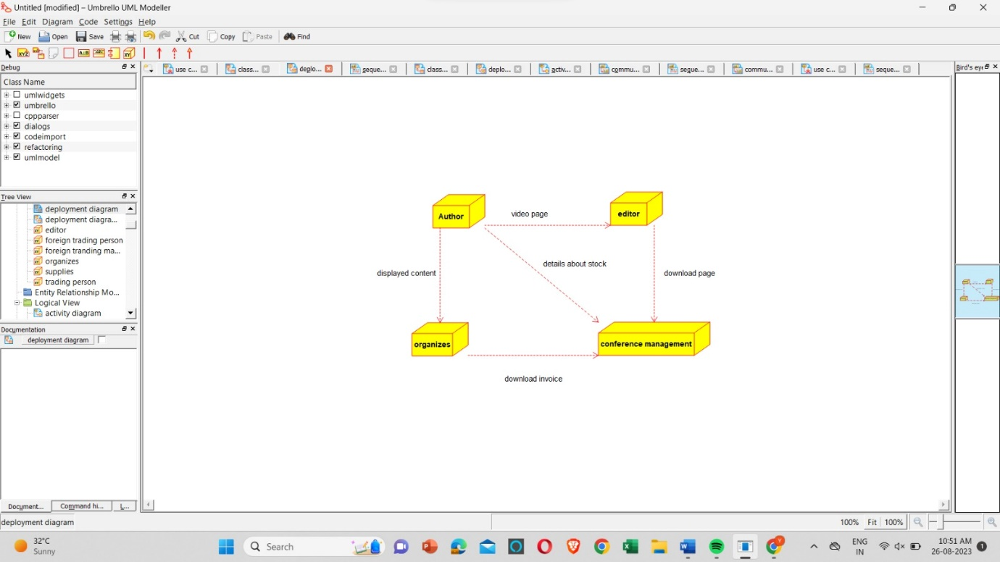 Untitled [modified] – Umbrello UML Modeller
File Edit Diagram Code Settings Help
New Open Save Cut Copy Paste Find
Debug
Class Name
umlwidgets
umbrello
cppparser
dialogs
codeimport
refactoring
umlmodel
Tree View
deployment diagram
deployment diagra...
editor
foreign trading person
foreign tranding ma...
organizes
supplies
trading person
Entity Relationship Mo...
Logical View
activity diagram
Documentation
deployment diagram
Document... Command hi... L...
use c... class... deplo... seque... class... deplo... activ... commu... seque... commu... use c... seque...
Bird's eye
Author
video page
editor
details about stock
displayed content
download page
organizes
conference management
download invoice
deployment diagram
100% Fit 100%
32°C
Sunny
Search
ENG
IN
10:51 AM
26-08-2023
1